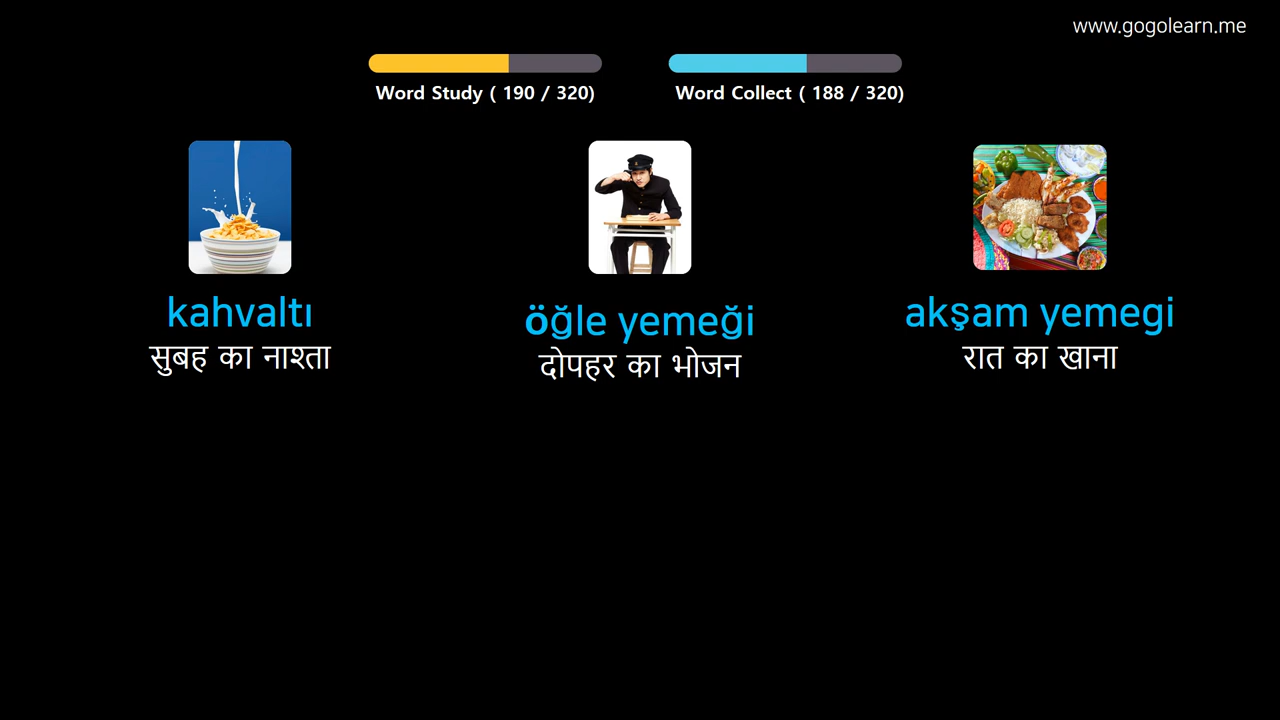 www.gogolearn.me
Word Study ( 190 / 320)
Word Collect ( 188 / 320)
kahvaltı
सुबह का नाश्ता
öğle yemeği
दोपहर का भोजन
akşam yemegi
रात का खाना